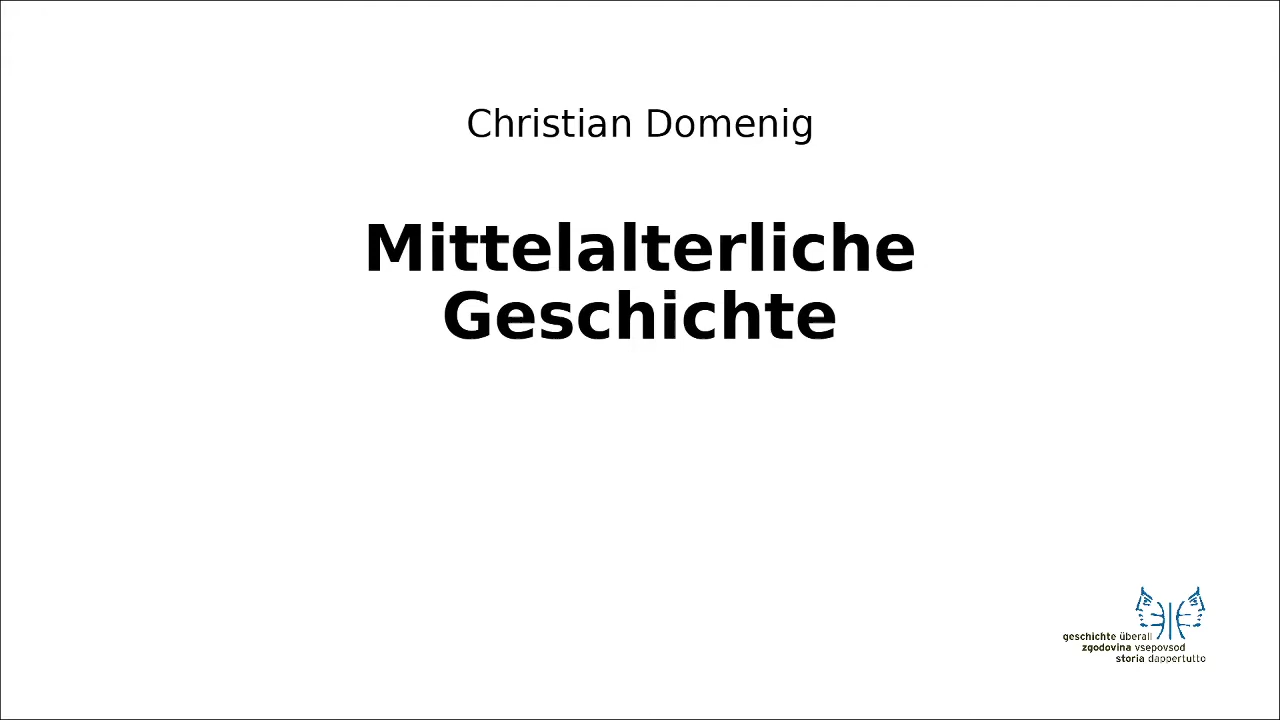 Christian Domenig
Mittelalterliche
Geschichte
geschichte überall
zgodovina vsepovsod
storia dappertutto